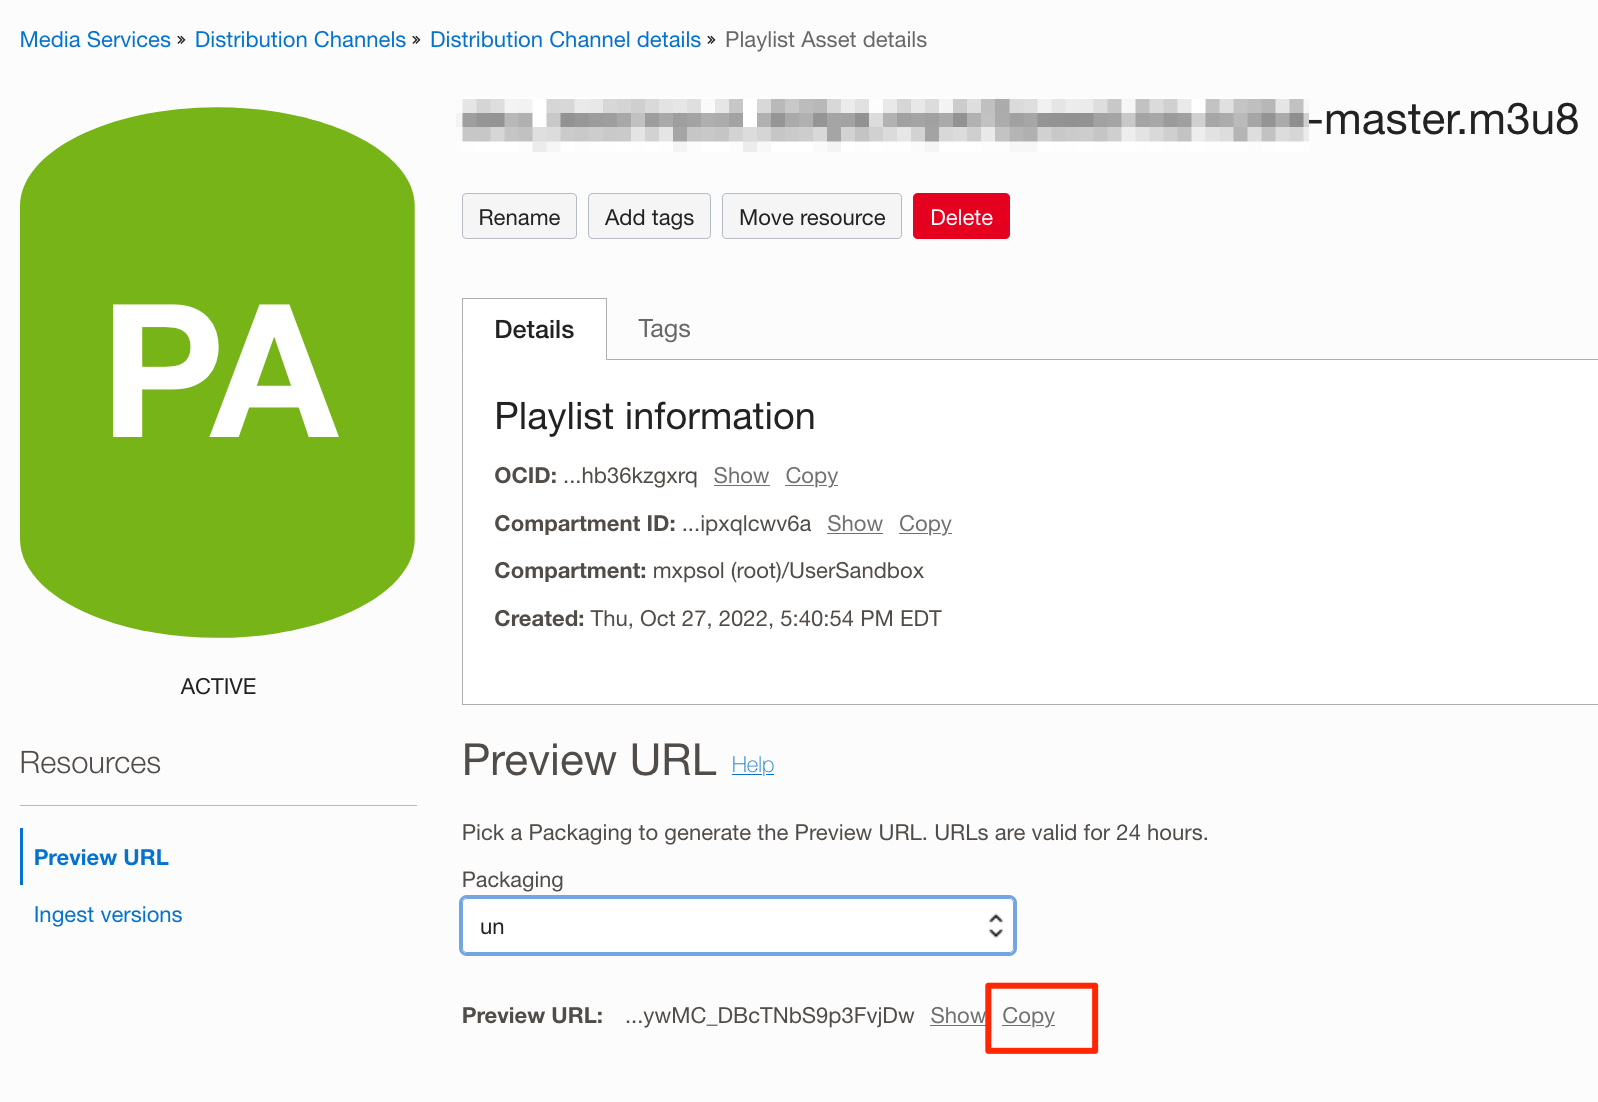 Media Services » Distribution Channels » Distribution Channel details » Playlist Asset details
-master.m3u8
Rename Add tags Move resource Delete
PA
ACTIVE
Details Tags
Playlist information
OCID: ...hb36kzgxrq Show Copy
Compartment ID: ...ipxqlcwv6a Show Copy
Compartment: mxpsol (root)/UserSandbox
Created: Thu, Oct 27, 2022, 5:40:54 PM EDT
Resources
Preview URL
Ingest versions
Preview URL Help
Pick a Packaging to generate the Preview URL. URLs are valid for 24 hours.
Packaging
un
Preview URL: ...ywMC_DBcTNbS9p3FvjDw Show Copy